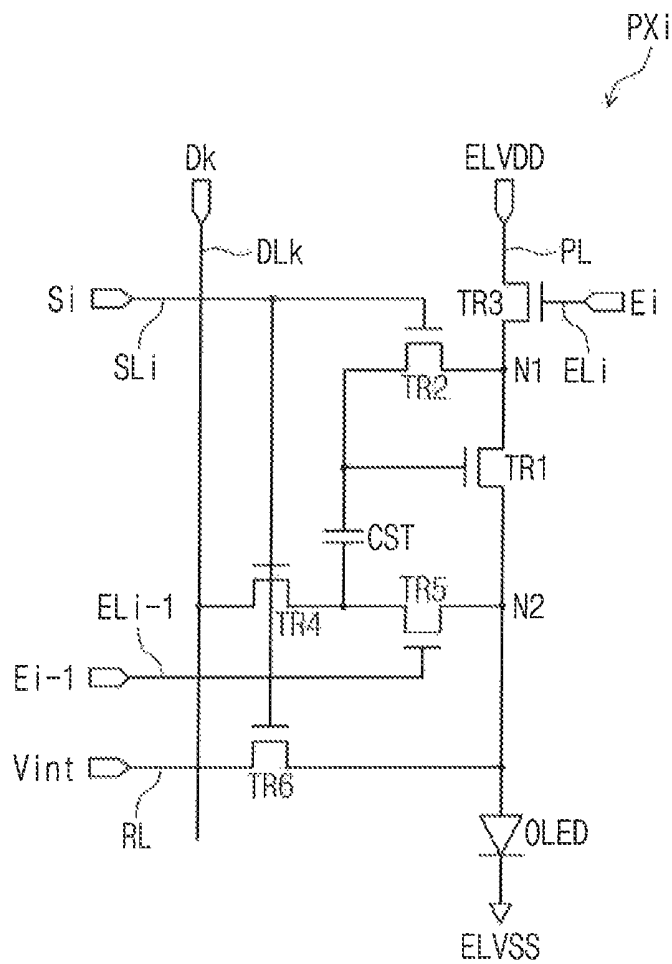 PXi
Dk
ELVDD
DLk
PL
Si
TR3
Ei
SLi
TR2
N1
ELi
TR1
CST
ELi-1
TR4
TR5
N2
Ei-1
Vint
TR6
RL
OLED
ELVSS